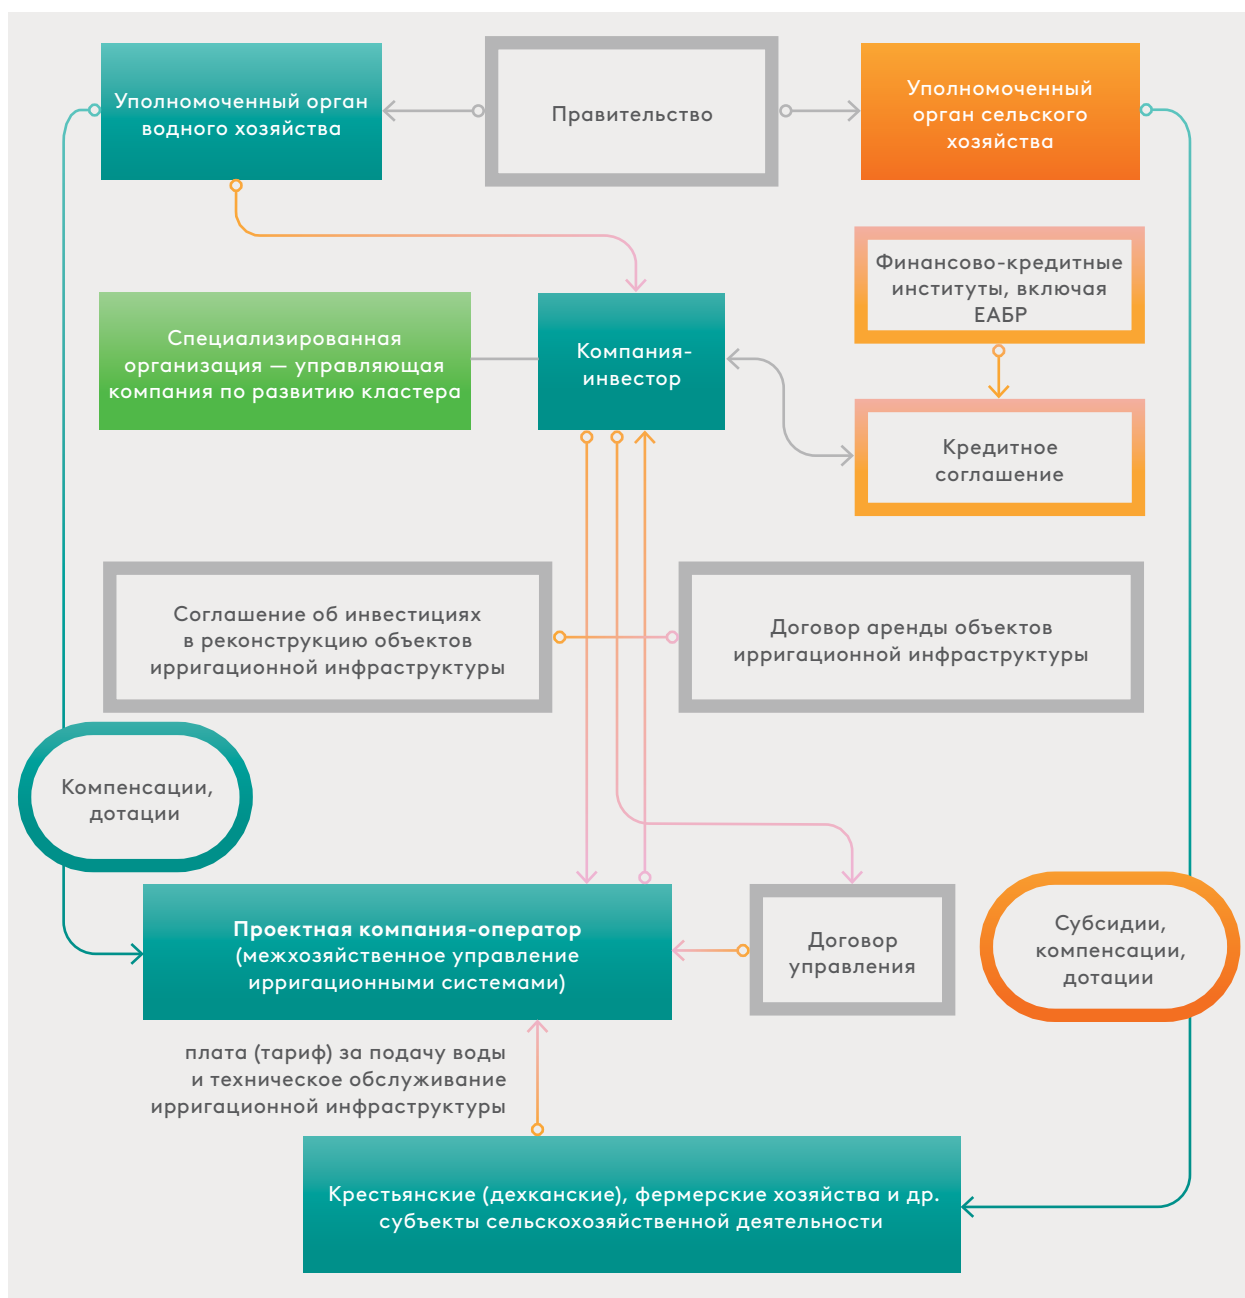 Уполномоченный орган
водного хозяйства
Правительство
Уполномоченный
орган сельского
хозяйства
Финансово-кредитные
институты, включая
ЕАБР
Специализированная
организация — управляющая
компания по развитию кластера
Компания-
инвестор
Кредитное
соглашение
Соглашение об инвестициях
в реконструкцию объектов
ирригационной инфраструктуры
Договор аренды объектов
ирригационной инфраструктуры
Компенсации,
дотации
Проектная компания-оператор
(межхозяйственное управление
ирригационными системами)
Договор
управления
Субсидии,
компенсации,
дотации
плата (тариф) за подачу воды
и техническое обслуживание
ирригационной инфраструктуры
Крестьянские (дехканские), фермерские хозяйства и др.
субъекты сельскохозяйственной деятельности